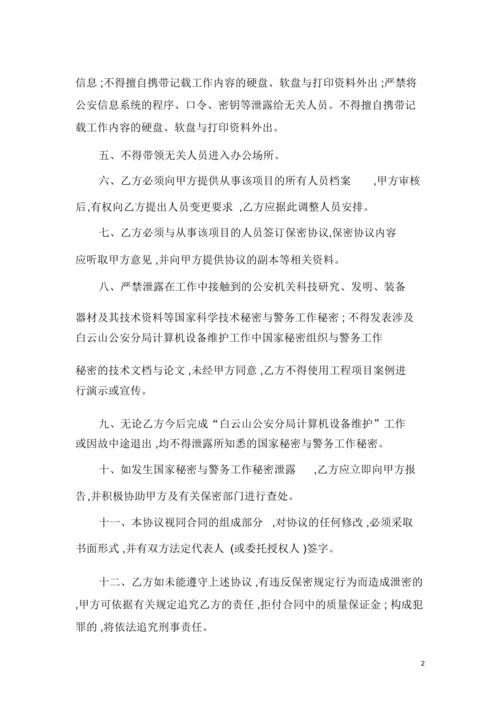 信息 ;不得擅自携带记载工作内容的硬盘、软盘与打印资料外出 ;严禁将
公安信息系统的程序、口令、密钥等泄露给无关人员。不得擅自携带记
载工作内容的硬盘、软盘与打印资料外出。
五、不得带领无关人员进入办公场所。
六、乙方必须向甲方提供从事该项目的所有人员档案 ,甲方审核
后 ,有权向乙方提出人员变更要求 ,乙方应据此调整人员安排。
七、乙方必须与从事该项目的人员签订保密协议,保密协议内容
应听取甲方意见 ,并向甲方提供协议的副本等相关资料。
八、严禁泄露在工作中接触到的公安机关科技研究、发明、装备
器材及其技术资料等国家科学技术秘密与警务工作秘密 ; 不得发表涉及
白云山公安分局计算机设备维护工作中国家秘密组织与警务工作
秘密的技术文档与论文 ,未经甲方同意 ,乙方不得使用工程项目案例进
行演示或宣传。
九、无论乙方今后完成“白云山公安分局计算机设备维护”工作
或因故中途退出 ,均不得泄露所知悉的国家秘密与警务工作秘密。
十、如发生国家秘密与警务工作秘密泄露 ,乙方应立即向甲方报
告,并积极协助甲方及有关保密部门进行查处。
十一、本协议视同合同的组成部分 ,对协议的任何修改 ,必须采取
书面形式 ,并有双方法定代表人 (或委托授权人 )签字。
十二、乙方如未能遵守上述协议 ,有违反保密规定行为而造成泄密的
,甲方可依据有关规定追究乙方的责任 ,拒付合同中的质量保证金 ; 构成犯
罪的 ,将依法追究刑事责任。
2